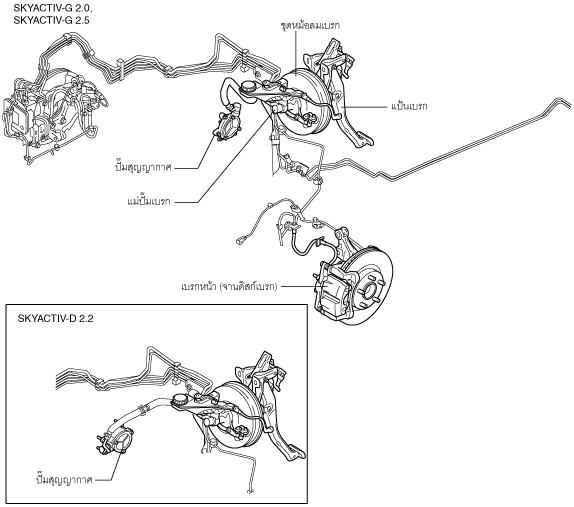 SKYACTIV-G 2.0,
SKYACTIV-G 2.5
ชุดหม้อลมเบรก
แป้นเบรก
ปั๊มสุญญากาศ
แม่ปั๊มเบรก
เบรกหน้า (จานดิสก์เบรก)
SKYACTIV-D 2.2
ปั๊มสุญญากาศ